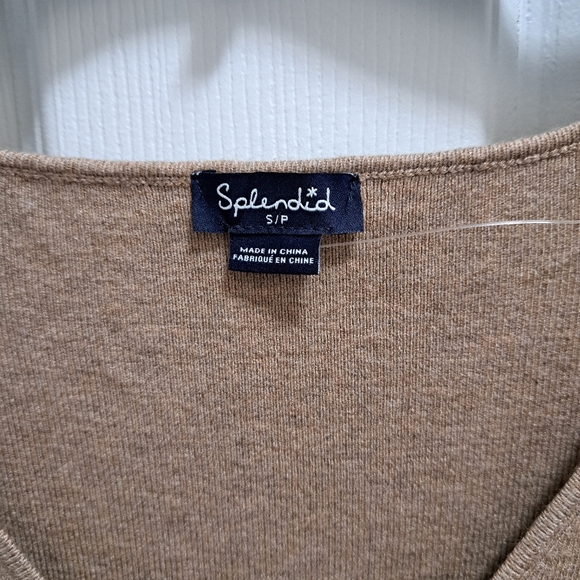 Splendid
S/P
MADE IN CHINA
FABRIQUÉ EN CHINE